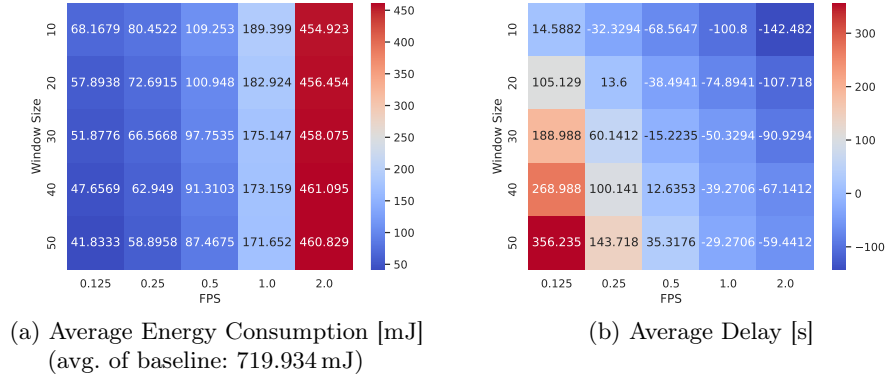 10 68.1679 80.4522 109.253 189.399 454.923
20 57.8938 72.6915 100.948 182.924 456.454
30 51.8776 66.5668 97.7535 175.147 458.075
40 47.6569 62.949 91.3103 173.159 461.095
50 41.8333 58.8958 87.4675 171.652 460.829
Window Size
0.125 0.25 0.5 1.0 2.0
FPS
450
400
350
300
250
200
150
100
50
(a) Average Energy Consumption [mJ]
(avg. of baseline: 719.934 mJ)
10 14.5882 -32.3294 -68.5647 -100.8 -142.482
20 105.129 13.6 -38.4941 -74.8941 -107.718
30 188.988 60.1412 -15.2235 -50.3294 -90.9294
40 268.988 100.141 12.6353 -39.2706 -67.1412
50 356.235 143.718 35.3176 -29.2706 -59.4412
Window Size
0.125 0.25 0.5 1.0 2.0
FPS
300
200
100
0
−100
(b) Average Delay [s]